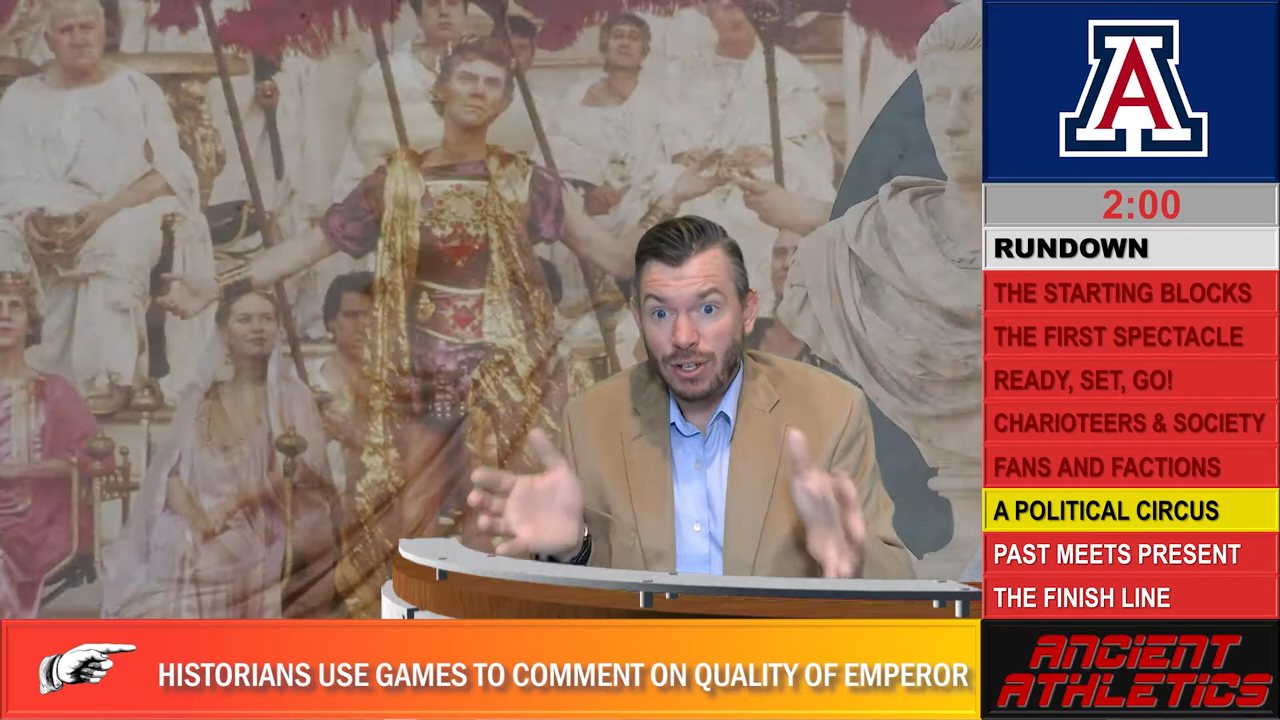 A
2:00
RUNDOWN
THE STARTING BLOCKS
THE FIRST SPECTACLE
READY, SET, GO!
CHARIOTEERS & SOCIETY
FANS AND FACTIONS
A POLITICAL CIRCUS
PAST MEETS PRESENT
THE FINISH LINE
HISTORIANS USE GAMES TO COMMENT ON QUALITY OF EMPEROR
ANCIENT
ATHLETICS